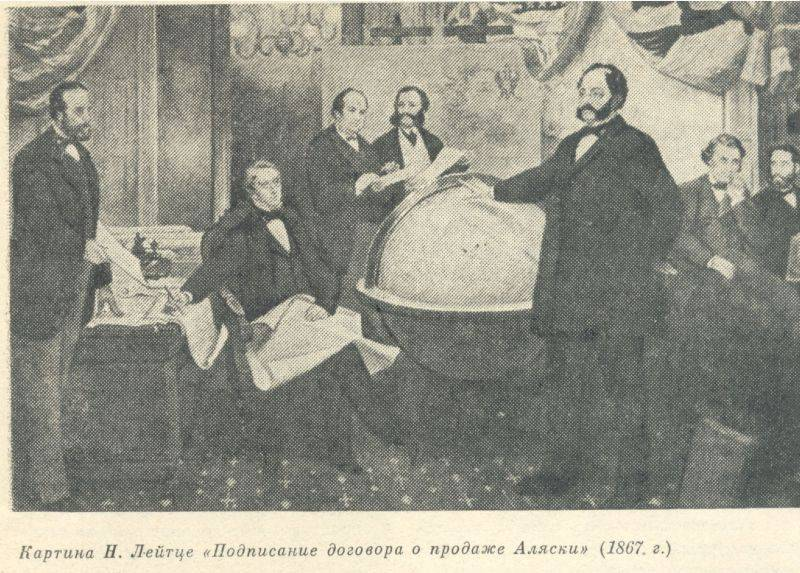 Картина Н. Лейтце «Подписание договора о продаже Аляски» (1867. г.)